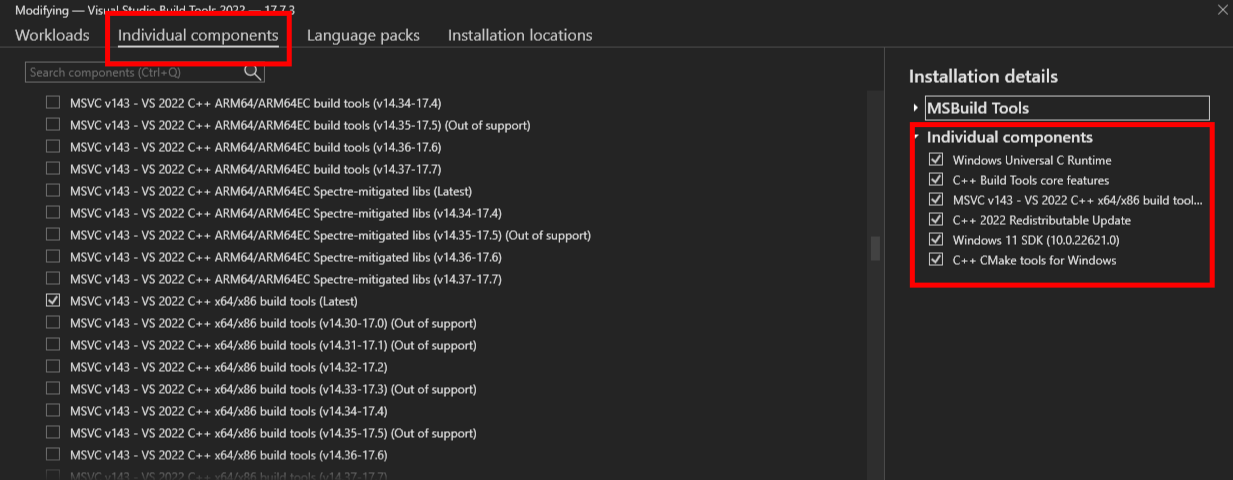 Modifying — Visual Studio Build Tools 2022 — 17.7.3
Workloads Individual components Language packs Installation locations
Search components (Ctrl+Q)
MSVC v143 - VS 2022 C++ ARM64/ARM64EC build tools (v14.34-17.4)
MSVC v143 - VS 2022 C++ ARM64/ARM64EC build tools (v14.35-17.5) (Out of support)
MSVC v143 - VS 2022 C++ ARM64/ARM64EC build tools (v14.36-17.6)
MSVC v143 - VS 2022 C++ ARM64/ARM64EC build tools (v14.37-17.7)
MSVC v143 - VS 2022 C++ ARM64/ARM64EC Spectre-mitigated libs (Latest)
MSVC v143 - VS 2022 C++ ARM64/ARM64EC Spectre-mitigated libs (v14.34-17.4)
MSVC v143 - VS 2022 C++ ARM64/ARM64EC Spectre-mitigated libs (v14.35-17.5) (Out of support)
MSVC v143 - VS 2022 C++ ARM64/ARM64EC Spectre-mitigated libs (v14.36-17.6)
MSVC v143 - VS 2022 C++ ARM64/ARM64EC Spectre-mitigated libs (v14.37-17.7)
MSVC v143 - VS 2022 C++ x64/x86 build tools (Latest)
MSVC v143 - VS 2022 C++ x64/x86 build tools (v14.30-17.0) (Out of support)
MSVC v143 - VS 2022 C++ x64/x86 build tools (v14.31-17.1) (Out of support)
MSVC v143 - VS 2022 C++ x64/x86 build tools (v14.32-17.2)
MSVC v143 - VS 2022 C++ x64/x86 build tools (v14.33-17.3) (Out of support)
MSVC v143 - VS 2022 C++ x64/x86 build tools (v14.34-17.4)
MSVC v143 - VS 2022 C++ x64/x86 build tools (v14.35-17.5) (Out of support)
MSVC v143 - VS 2022 C++ x64/x86 build tools (v14.36-17.6)
MSVC v143 - VS 2022 C++ x64/x86 build tools (v14.37-17.7)
Installation details
MSBuild Tools
Individual components
Windows Universal C Runtime
C++ Build Tools core features
MSVC v143 - VS 2022 C++ x64/x86 build tool...
C++ 2022 Redistributable Update
Windows 11 SDK (10.0.22621.0)
C++ CMake tools for Windows